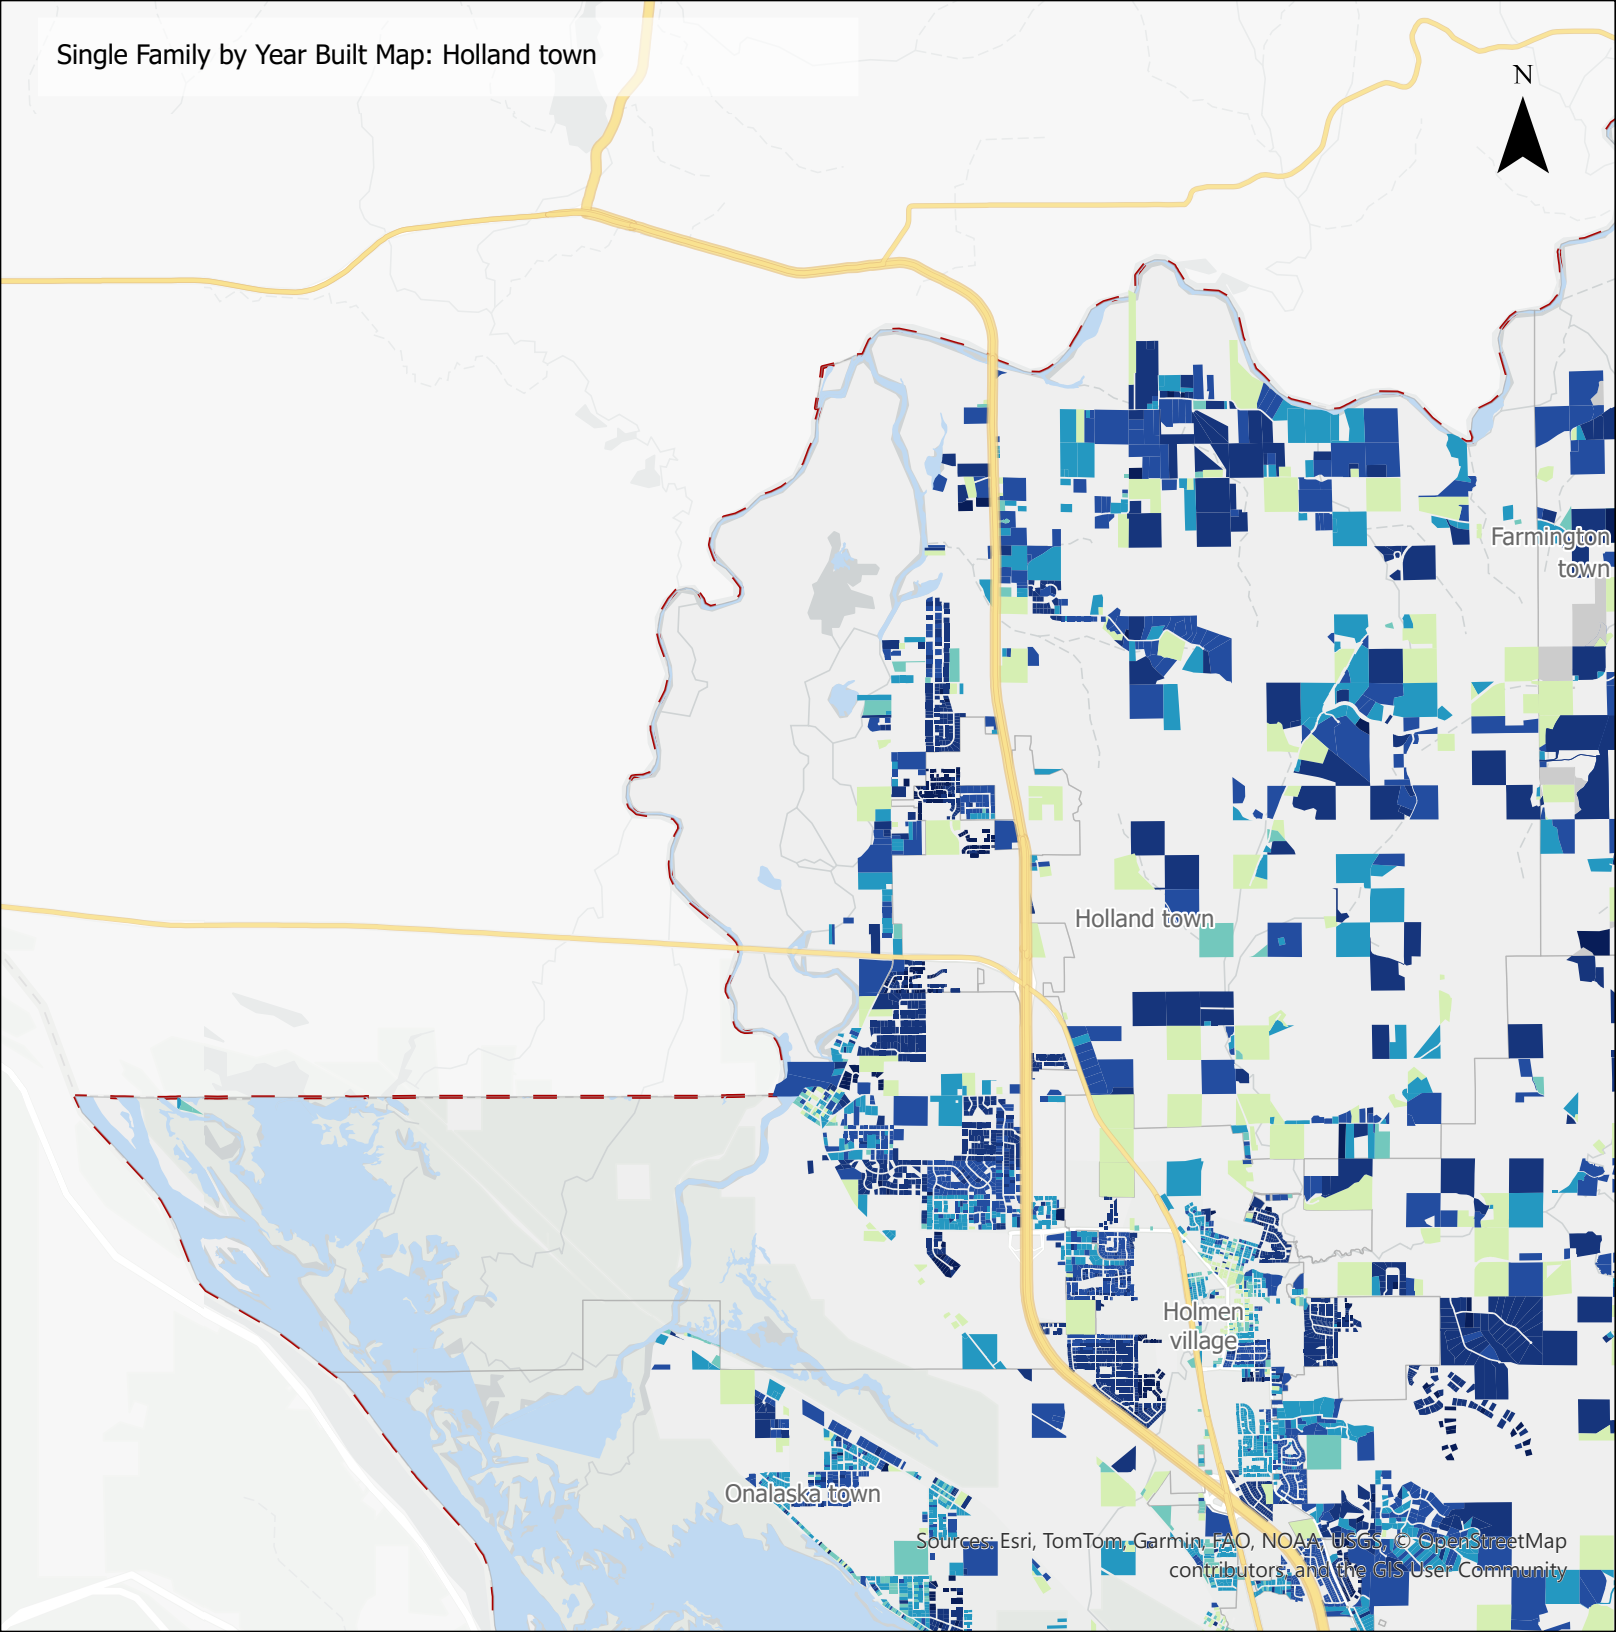 Single Family by Year Built Map: Holland town
N
Farmington
town
Holland town
Holmen
village
Onalaska town
Sources: Esri, TomTom, Garmin, FAO, NOAA, USGS, © OpenStreetMap
contributors, and the GIS User Community